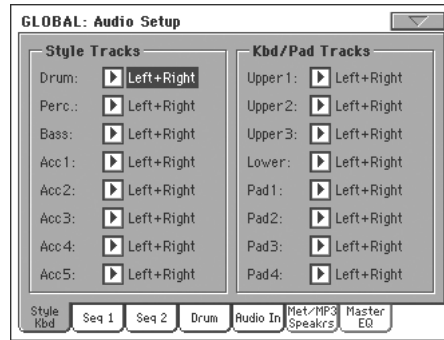 GLOBAL: Audio Setup
Style Tracks
Drum: Left+Right
Perc.: Left+Right
Bass: Left+Right
Acc1: Left+Right
Acc2: Left+Right
Acc3: Left+Right
Acc4: Left+Right
Acc5: Left+Right
Kbd/Pad Tracks
Upper1: Left+Right
Upper2: Left+Right
Upper3: Left+Right
Lower: Left+Right
Pad1: Left+Right
Pad2: Left+Right
Pad3: Left+Right
Pad4: Left+Right
Style
Kbd
Seq 1
Seq 2
Drum
Audio In
Met/MP3
Speakrs
Master
EQ